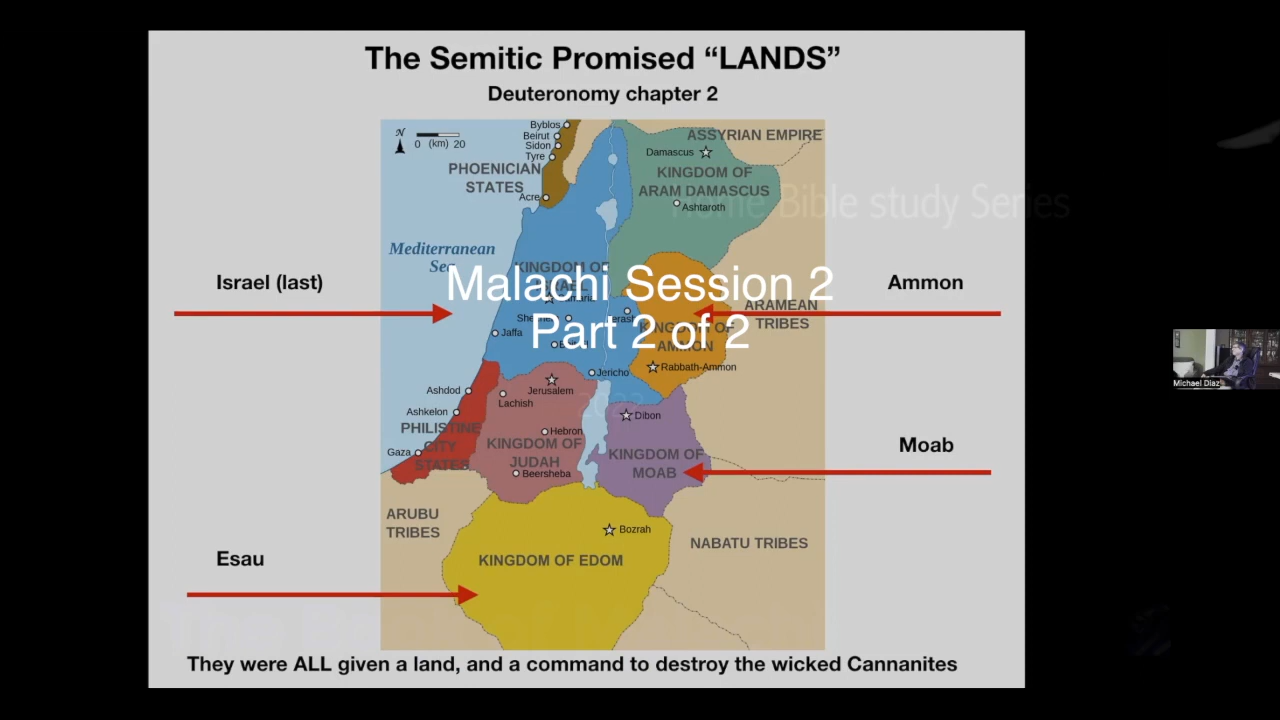 The Semitic Promised “LANDS”
Deuteronomy chapter 2
N
0 (km) 20
Byblos
Beirut
Sidon
Tyre
PHOENICIAN
STATES
Acre
ASSYRIAN EMPIRE
Damascus
KINGDOM OF
ARAM DAMASCUS
Ashtaroth
Home Bible study Series
Mediterranean
Sea
KINGDOM OF
Israel (last)
Malachi Session 2
Part 2 of 2
Ammon
ARAMEAN
TRIBES
KINGDOM OF
AMMON
Jaffa
Rabbath-Ammon
Jericho
Michael Diaz
Ashdod
Jerusalem
Lachish
Ashkelon
Dibon
PHILISTINE
CITY
STATES
Gaza
Hebron
KINGDOM OF
JUDAH
Beersheba
KINGDOM OF
MOAB
Moab
ARUBU
TRIBES
Bozrah
NABATU TRIBES
Esau
KINGDOM OF EDOM
They were ALL given a land, and a command to destroy the wicked Cannanites